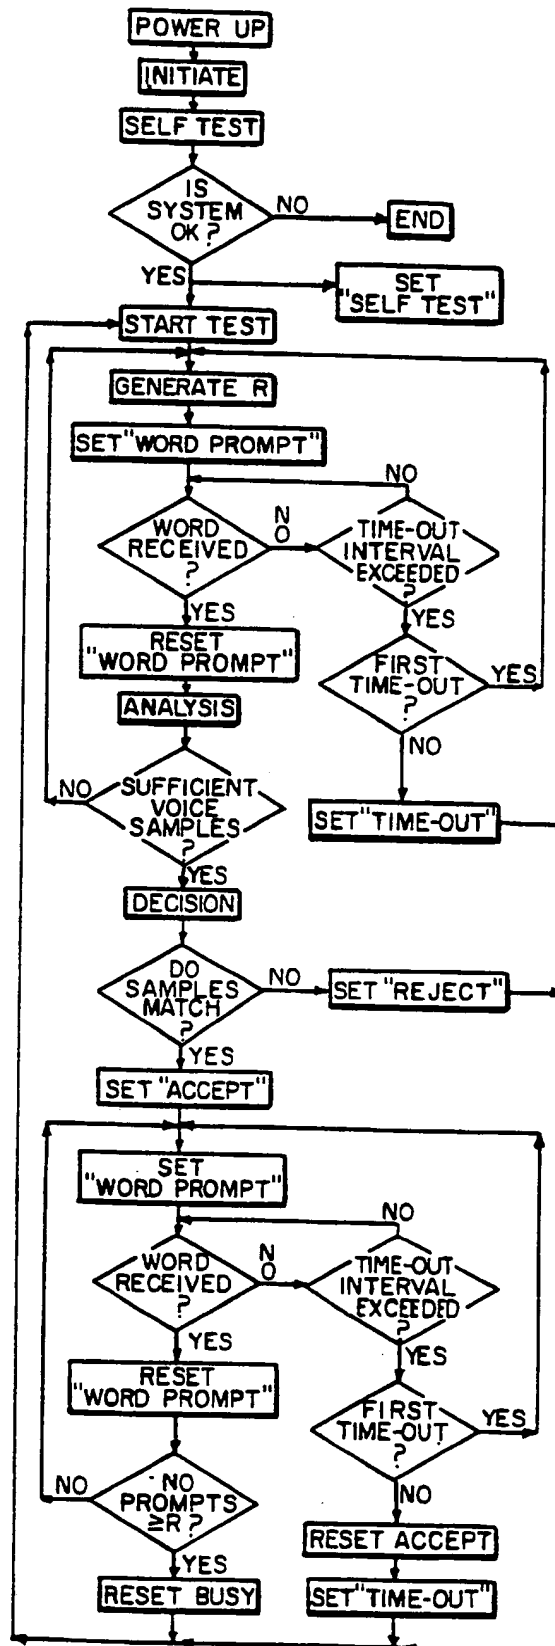 POWER UP
INITIATE
SELF TEST
IS
SYSTEM
OK?
NO
END
YES
SET
"SELF TEST"
START TEST
GENERATE R
SET "WORD PROMPT"
NO
WORD
RECEIVED
?
N
O
TIME-OUT
INTERVAL
EXCEEDED
?
YES
YES
RESET
"WORD PROMPT"
FIRST
TIME-OUT
?
YES
ANALYSIS
NO
NO
SUFFICIENT
VOICE
SAMPLES
?
SET "TIME-OUT"
YES
DECISION
DO
SAMPLES
MATCH
?
NO
SET "REJECT"
YES
SET "ACCEPT"
SET
"WORD PROMPT"
NO
WORD
RECEIVED
?
N
O
TIME-OUT
INTERVAL
EXCEEDED
?
YES
YES
RESET
"WORD PROMPT"
FIRST
TIME-OUT
?
YES
NO
NO
PROMPTS
≥R?
NO
RESET ACCEPT
YES
RESET BUSY
SET "TIME-OUT"